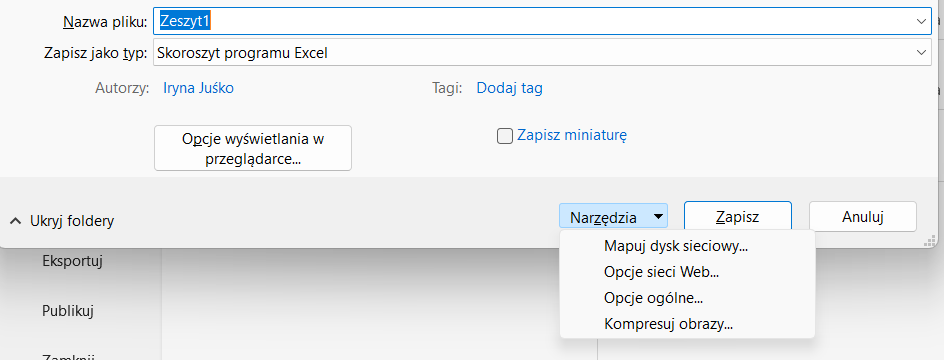 Nazwa pliku: Zeszyt1
Zapisz jako typ: Skoroszyt programu Excel
Autorzy: Iryna Juśko Tagi: Dodaj tag
Opcje wyświetlania w
przeglądarce...
Zapisz miniaturę
Ukryj foldery Narzędzia Zapisz Anuluj
Mapuj dysk sieciowy...
Opcje sieci Web...
Opcje ogólne...
Kompresuj obrazy...
Eksportuj
Publikuj
Zamknij